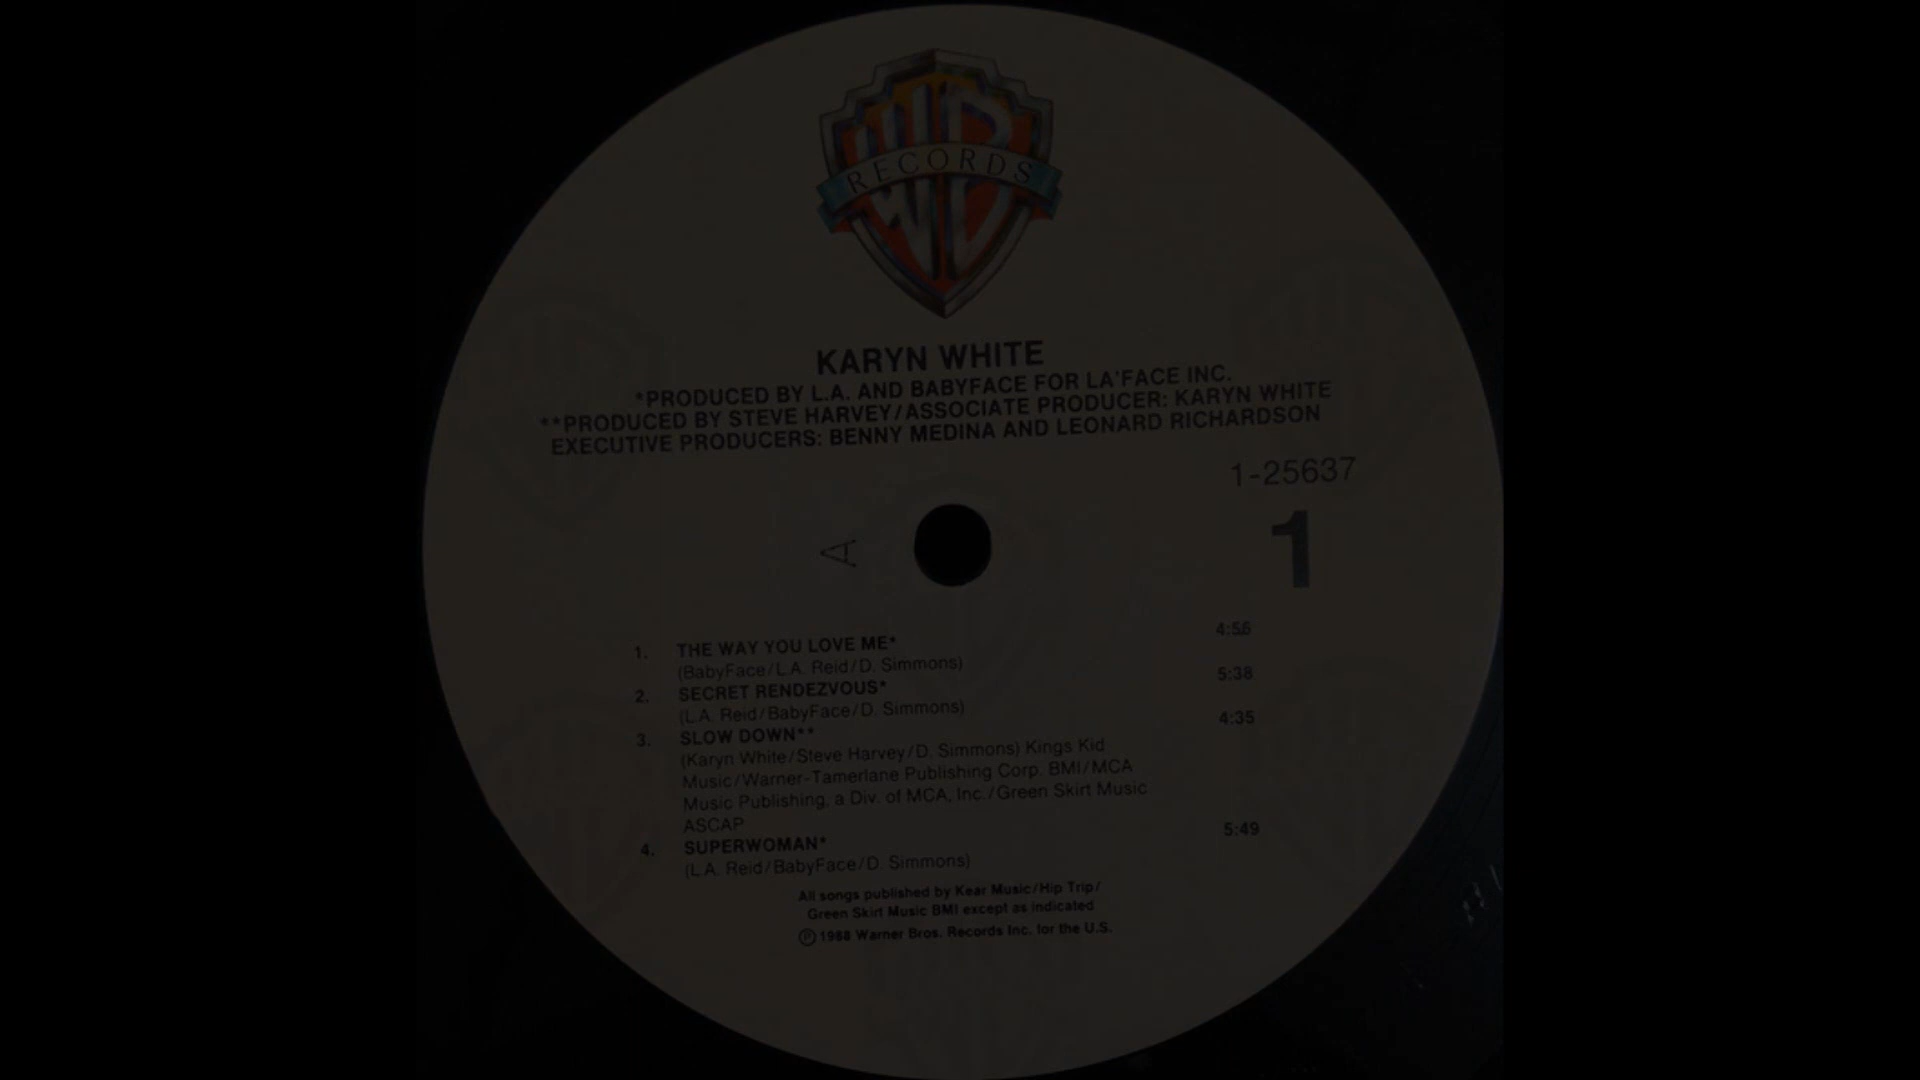 RECORDS
KARYN WHITE
*PRODUCED BY L.A. AND BABYFACE FOR LA'FACE INC.
**PRODUCED BY STEVE HARVEY/ASSOCIATE PRODUCER: KARYN WHITE
EXECUTIVE PRODUCERS: BENNY MEDINA AND LEONARD RICHARDSON
1-25637
A
1
1. THE WAY YOU LOVE ME* 4:56
(BabyFace/L.A. Reid/D. Simmons)
2. SECRET RENDEZVOUS* 5:38
(L.A. Reid/BabyFace/D. Simmons)
3. SLOW DOWN** 4:35
(Karyn White/Steve Harvey/D. Simmons) Kings Kid
Music/Warner-Tamerlane Publishing Corp. BMI/MCA
Music Publishing, a Div. of MCA, Inc./Green Skirt Music
ASCAP
4. SUPERWOMAN* 5:49
(L.A. Reid/BabyFace/D. Simmons)
All songs published by Kear Music/Hip Trip/
Green Skirt Music BMI except as indicated
Ⓟ 1988 Warner Bros. Records Inc. for the U.S.